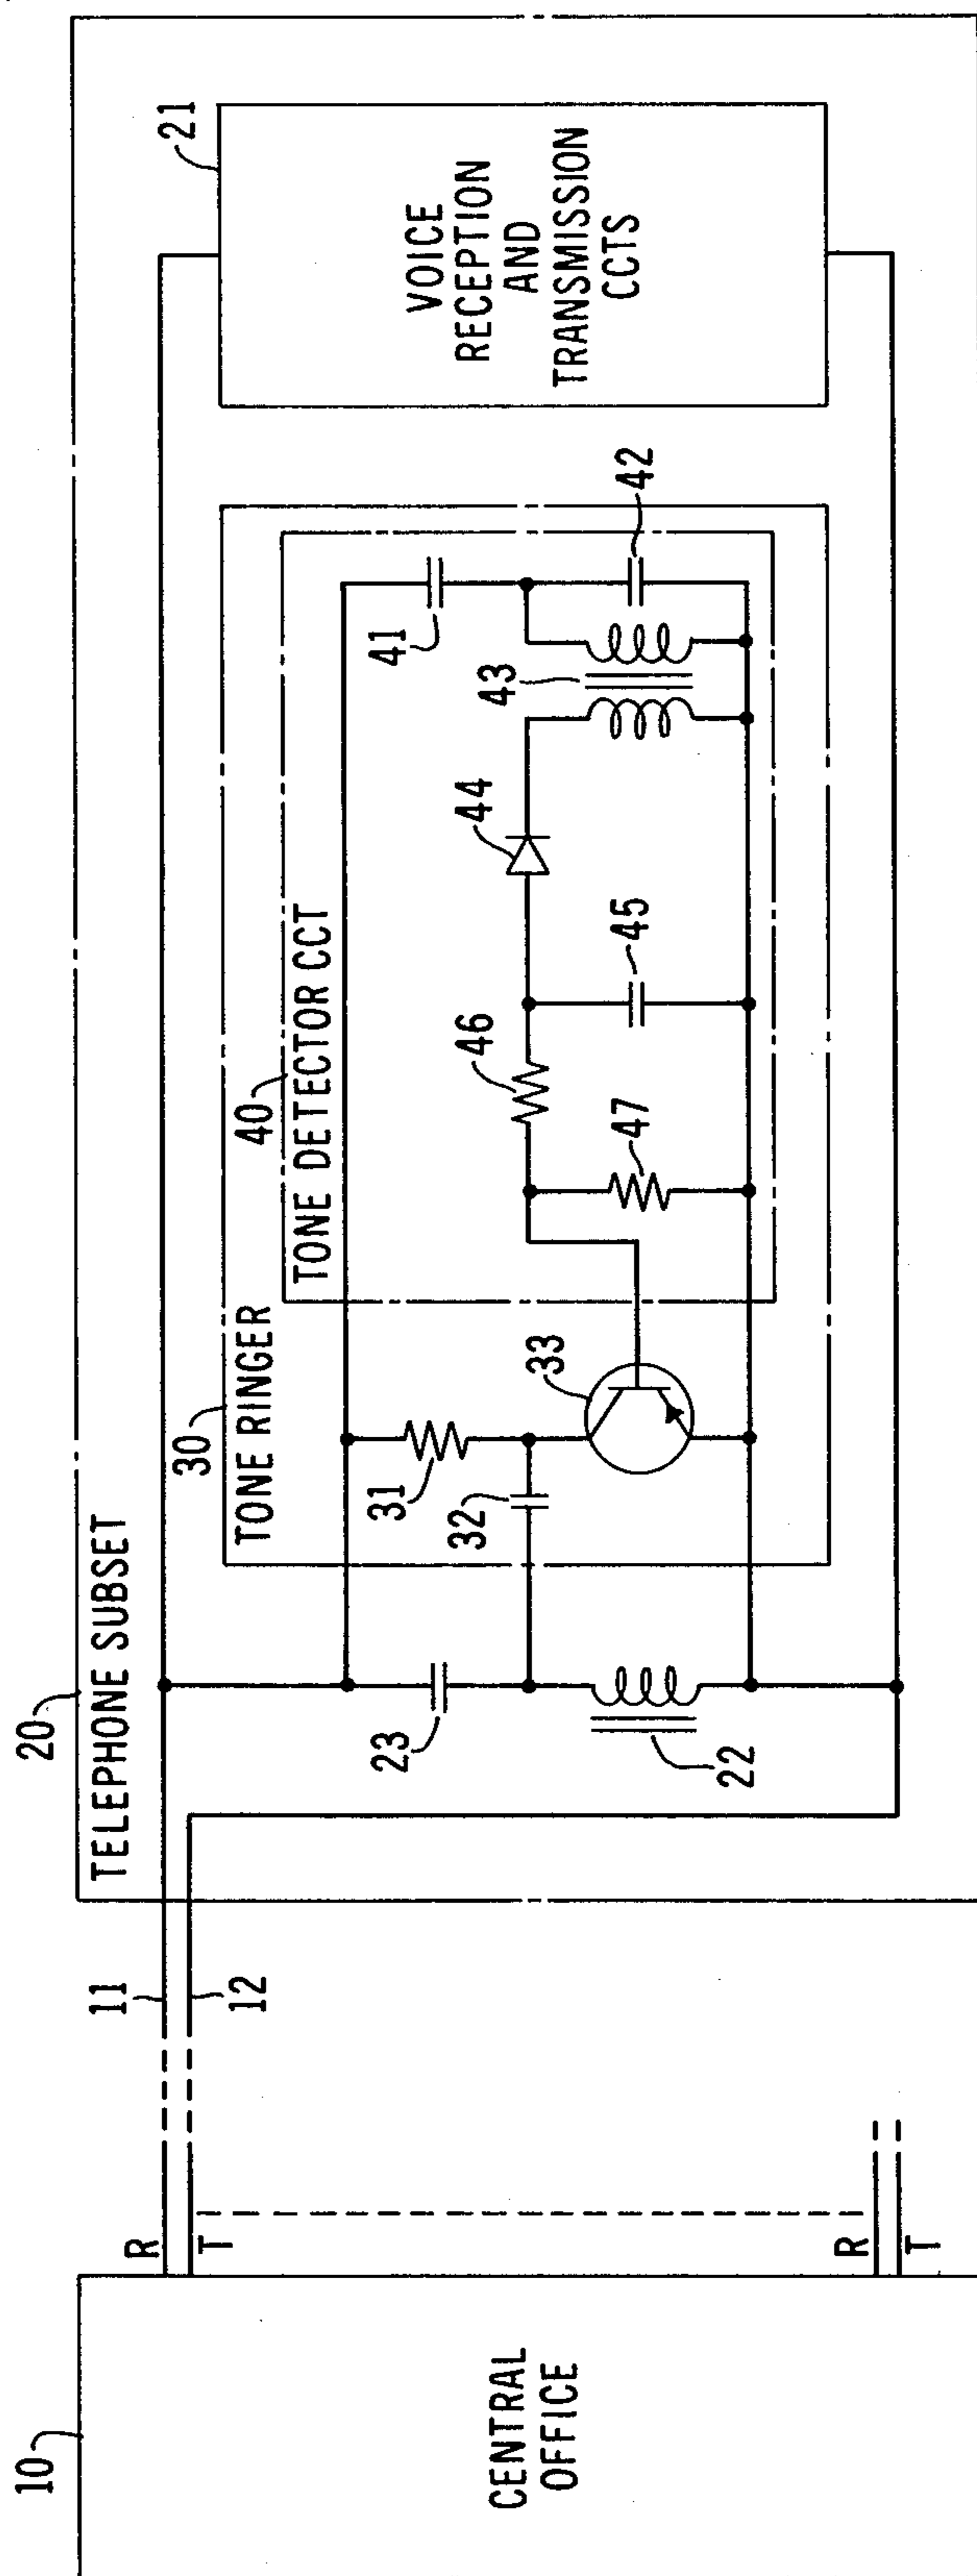 10
CENTRAL
OFFICE
R
T
R
T
11
12
20
TELEPHONE SUBSET
23
22
30
TONE RINGER
31
32
33
40
TONE DETECTOR CCT
46
47
45
44
43
41
42
21
VOICE
RECEPTION
AND
TRANSMISSION
CCTS